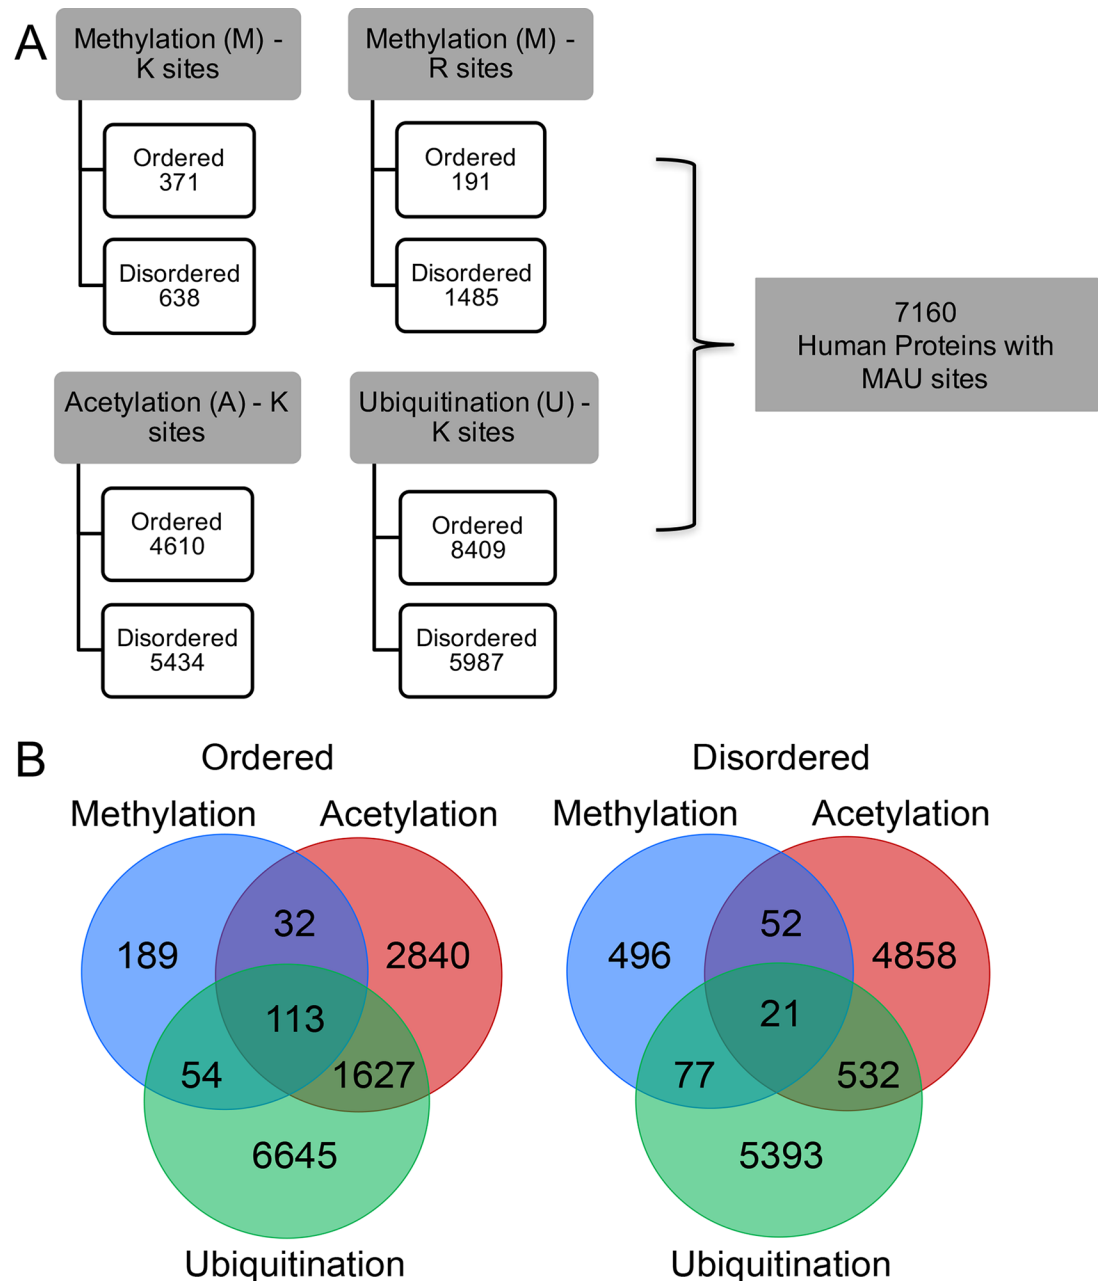 A
Methylation (M) -
K sites
Ordered
371
Disordered
638
Methylation (M) -
R sites
Ordered
191
Disordered
1485
Acetylation (A) - K
sites
Ordered
4610
Disordered
5434
Ubiquitination (U) -
K sites
Ordered
8409
Disordered
5987
7160
Human Proteins with
MAU sites
B
Ordered
Methylation
Acetylation
189
32
2840
113
54
1627
6645
Ubiquitination
Disordered
Methylation
Acetylation
496
52
4858
21
77
532
5393
Ubiquitination